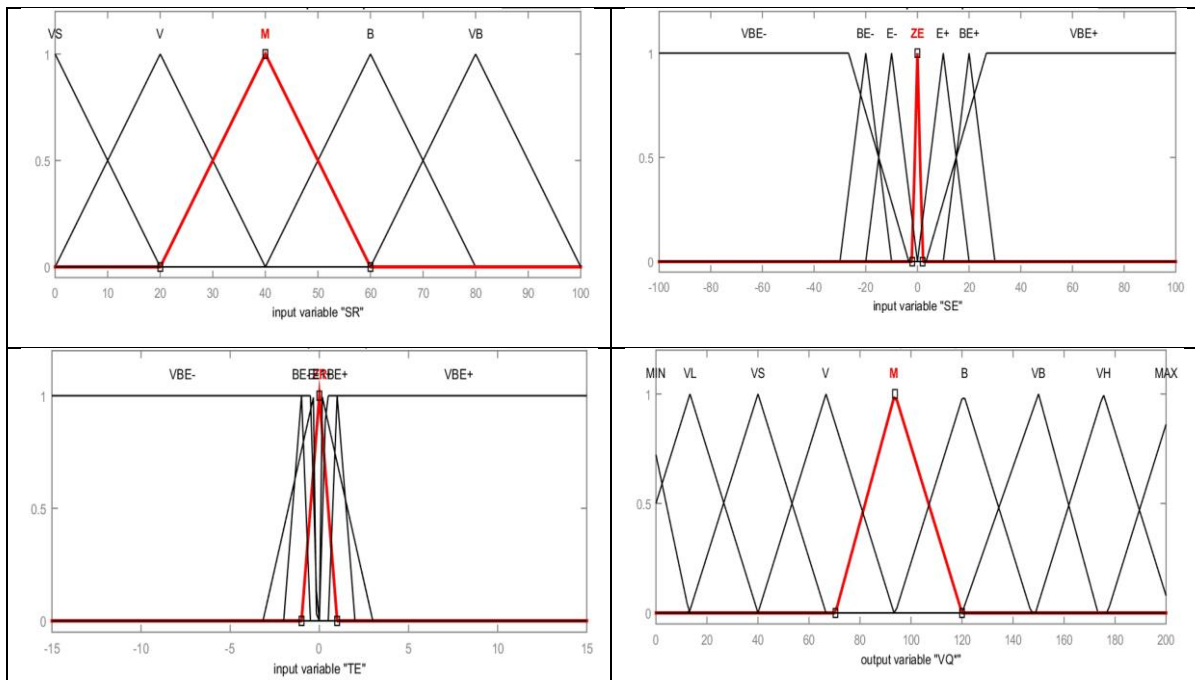 VS V M B VB
1
0.5
0
0 10 20 30 40 50 60 70 80 90 100
input variable "SR"
VBE- BE- E- ZE E+ BE+ VBE+
1
0.5
0
-100 -80 -60 -40 -20 0 20 40 60 80 100
input variable "SE"
VBE- BE- BE+ VBE+
1
0.5
0
-15 -10 -5 0 5 10 15
input variable "TE"
MIN VL VS V M B VB VH MAX
1
0.5
0
0 20 40 60 80 100 120 140 160 180 200
output variable "VQ*"